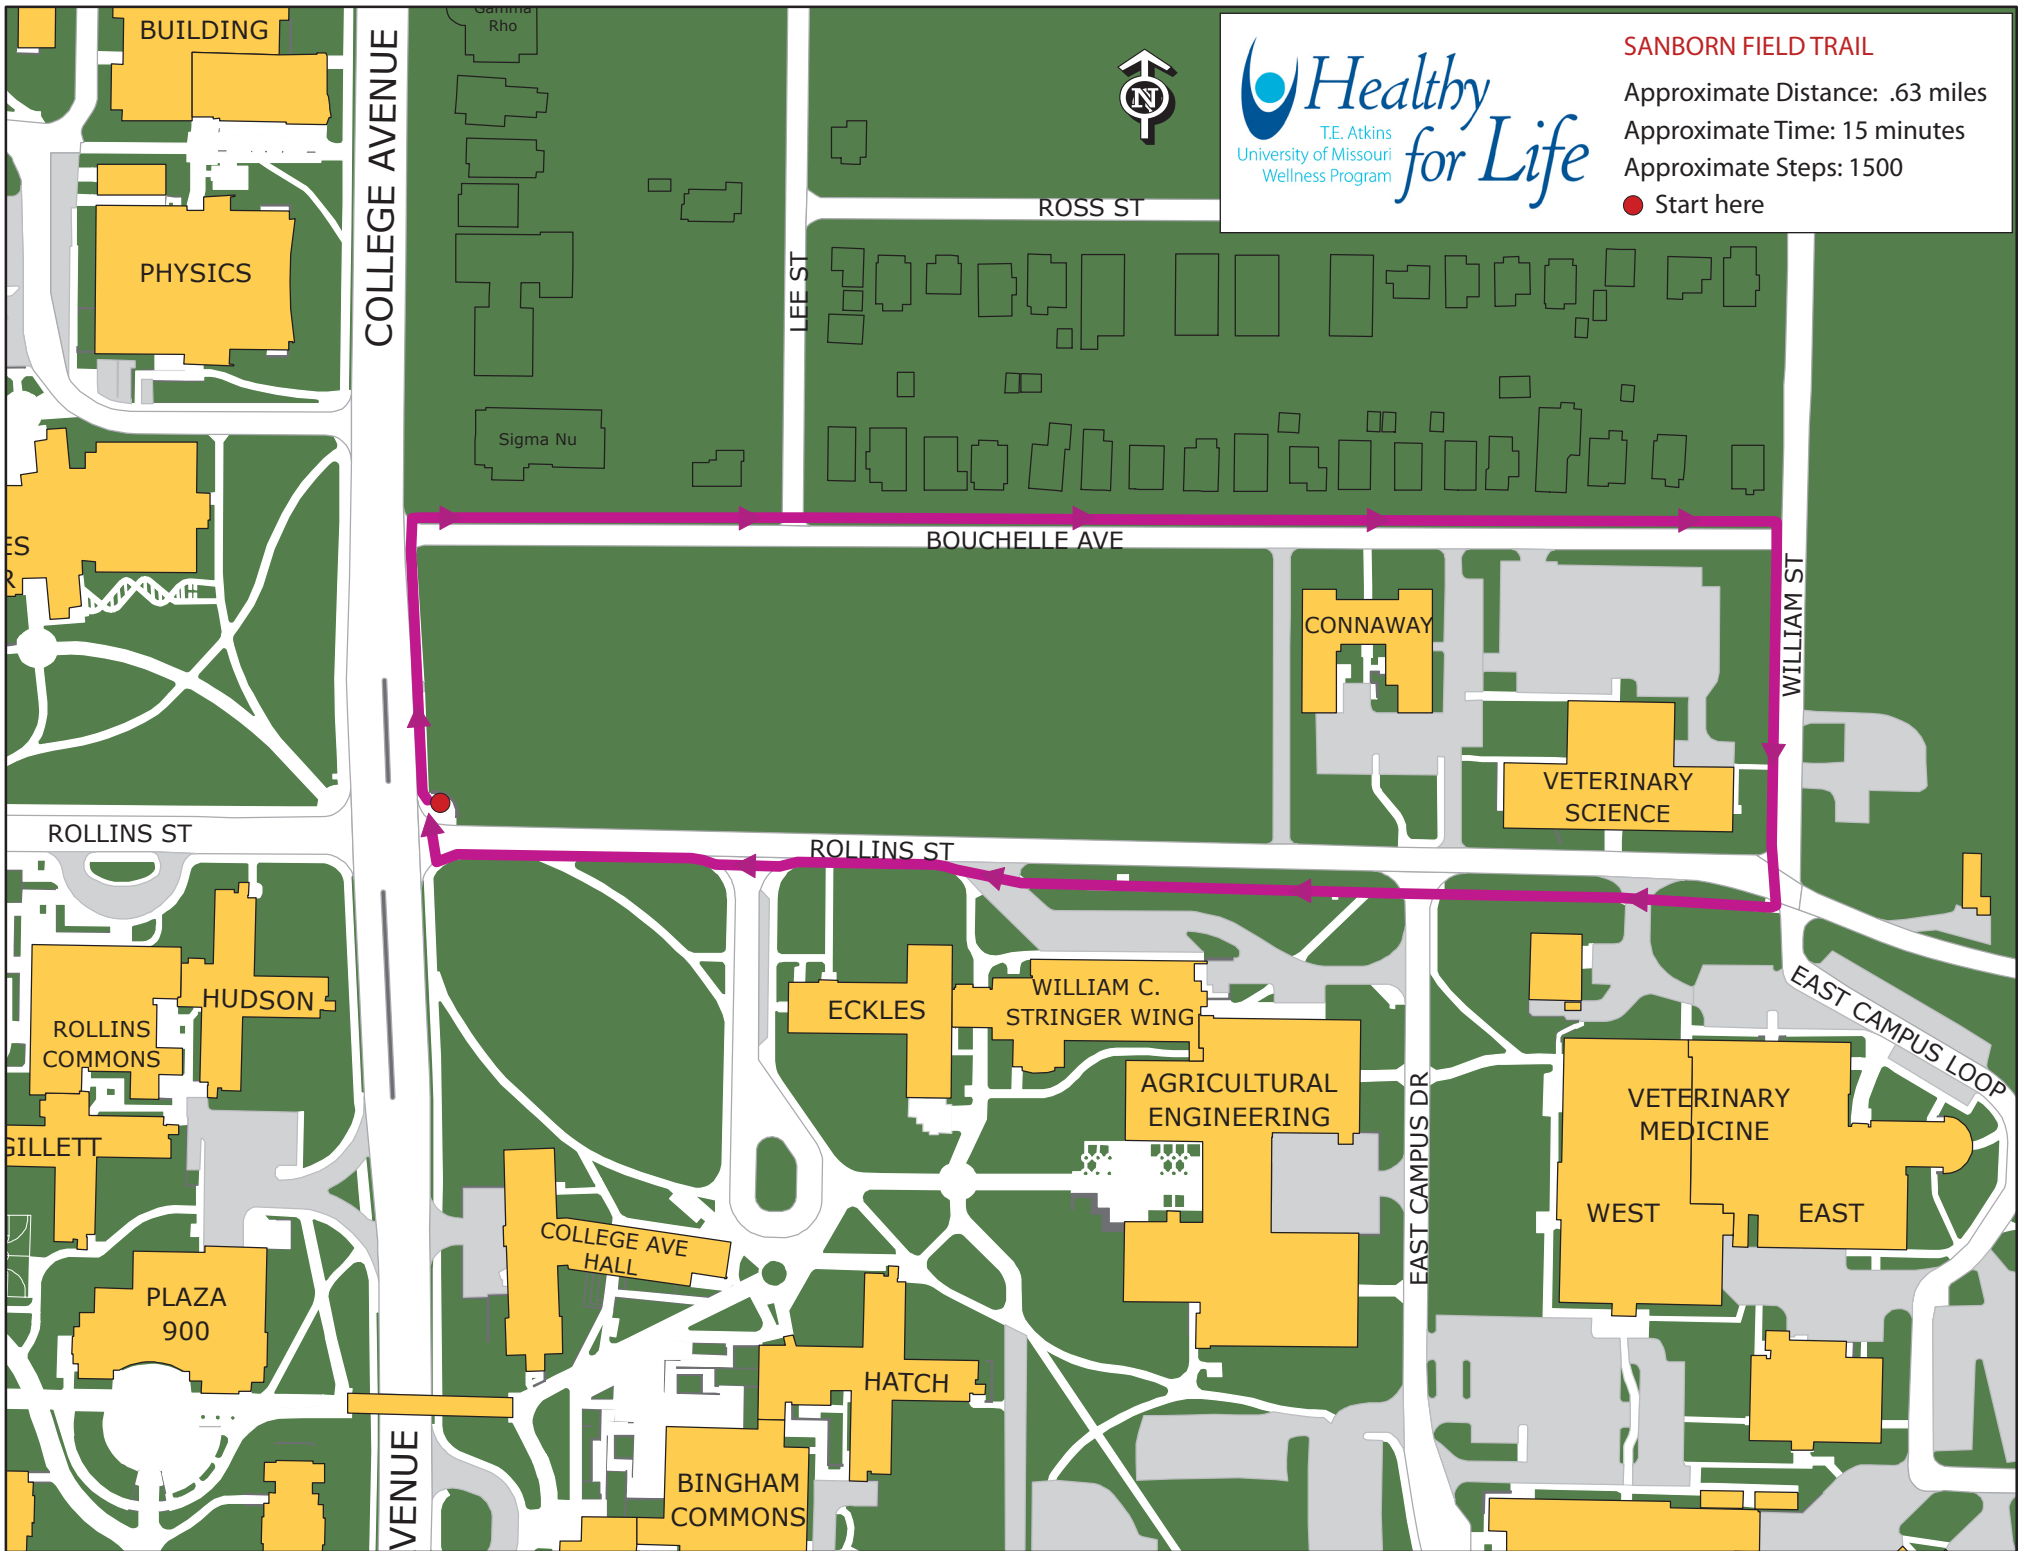 Gamma
Rho
BUILDING
COLLEGE AVENUE
N
Healthy
for Life
T.E. Atkins
University of Missouri
Wellness Program
SANBORN FIELD TRAIL
Approximate Distance: .63 miles
Approximate Time: 15 minutes
Approximate Steps: 1500
Start here
ROSS ST
LEE ST
PHYSICS
Sigma Nu
ES
R
BOUCHELLE AVE
WILLIAM ST
CONNAWAY
VETERINARY
SCIENCE
ROLLINS ST
ROLLINS ST
HUDSON
ROLLINS
COMMONS
ECKLES
WILLIAM C.
STRINGER WING
EAST CAMPUS LOOP
AGRICULTURAL
ENGINEERING
EAST CAMPUS DR
VETERINARY
MEDICINE
GILLETT
WEST
EAST
COLLEGE AVE
HALL
PLAZA
900
HATCH
VENUE
BINGHAM
COMMONS